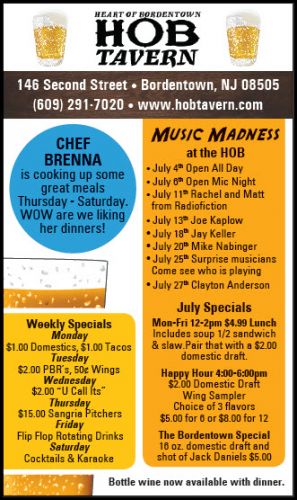 HEART OF BORDENTOWN
HOB
TAVERN
146 Second Street • Bordentown, NJ 08505
(609) 291-7020 • www.hobtavern.com
CHEF
BRENNA
is cooking up some
great meals
Thursday - Saturday.
WOW are we liking
her dinners!
Weekly Specials
Monday
$1.00 Domestics, $1.00 Tacos
Tuesday
$2.00 PBR's, 50¢ Wings
Wednesday
$2.00 "U Call Its"
Thursday
$15.00 Sangria Pitchers
Friday
Flip Flop Rotating Drinks
Saturday
Cocktails & Karaoke
MUSIC MADNESS
at the HOB
• July 4th Open All Day
• July 6th Open Mic Night
• July 11th Rachel and Matt
from Radiofiction
• July 13th Joe Kaplow
• July 18th Jay Keller
• July 20th Mike Nabinger
• July 25th Surprise musicians
Come see who is playing
• July 27th Clayton Anderson
July Specials
Mon-Fri 12-2pm $4.99 Lunch
Includes soup 1/2 sandwich
& slaw.Pair that with a $2.00
domestic draft.
Happy Hour 4:00-6:00pm
$2.00 Domestic Draft
Wing Sampler
Choice of 3 flavors
$5.00 for 6 or $8.00 for 12
The Bordentown Special
16 oz. domestic draft and
shot of Jack Daniels $5.00
Bottle wine now available with dinner.